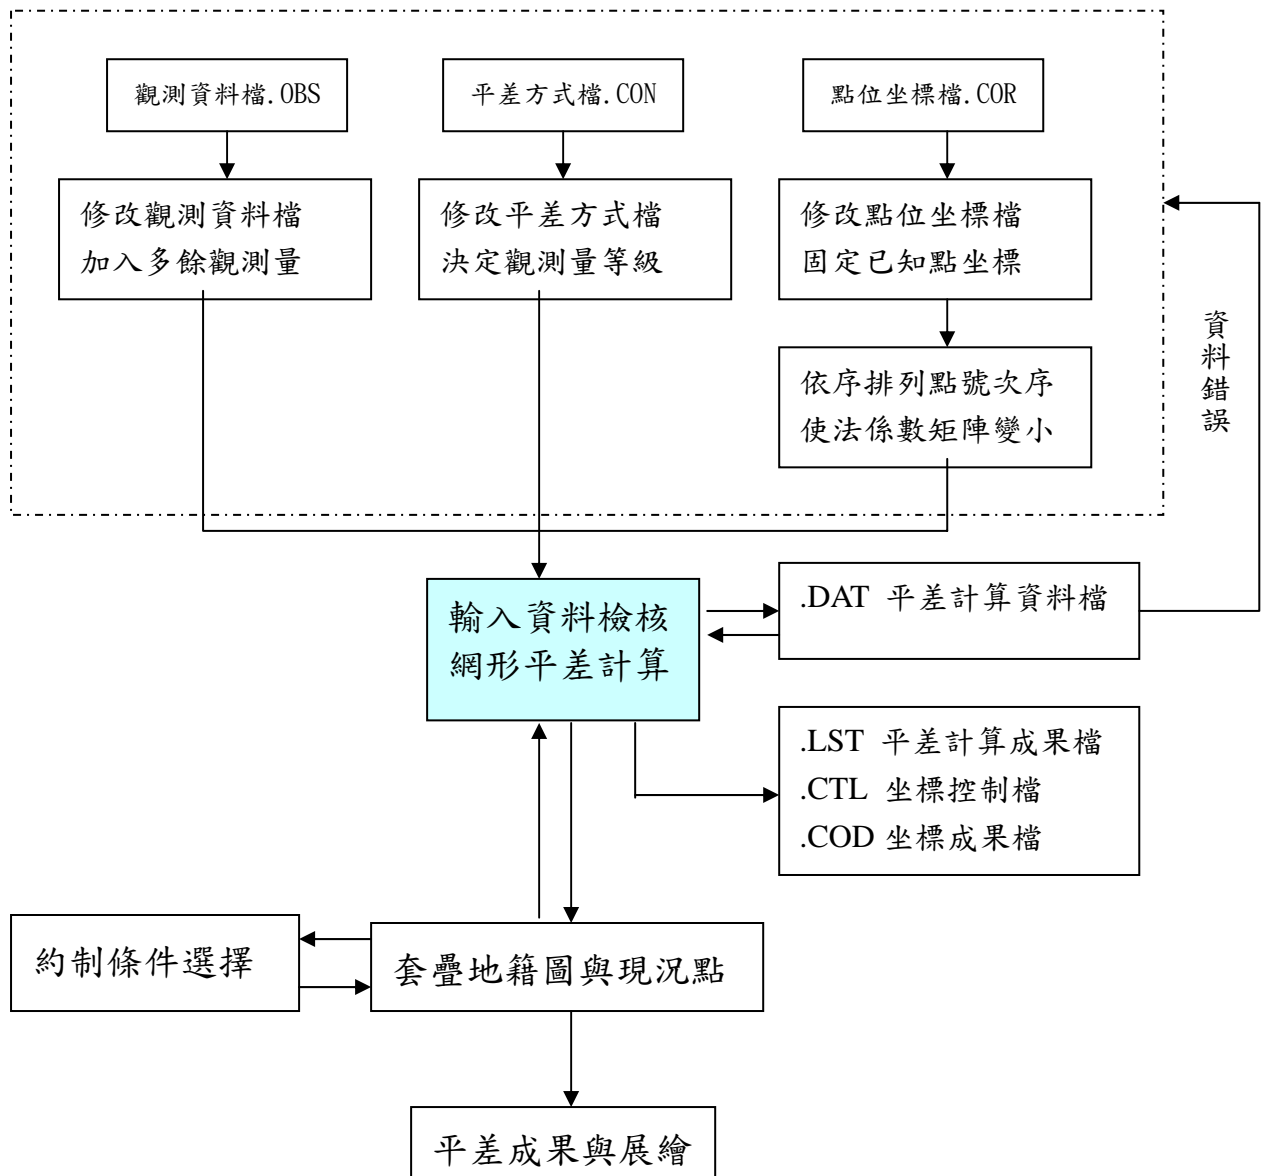 觀測資料檔.OBS
平差方式檔.CON
點位坐標檔.COR
修改觀測資料檔
加入多餘觀測量
修改平差方式檔
決定觀測量等級
修改點位坐標檔
固定已知點坐標
依序排列點號次序
使法係數矩陣變小
資料錯誤
輸入資料檢核
網形平差計算
.DAT 平差計算資料檔
.LST 平差計算成果檔
.CTL 坐標控制檔
.COD 坐標成果檔
約制條件選擇
套疊地籍圖與現況點
平差成果與展繪